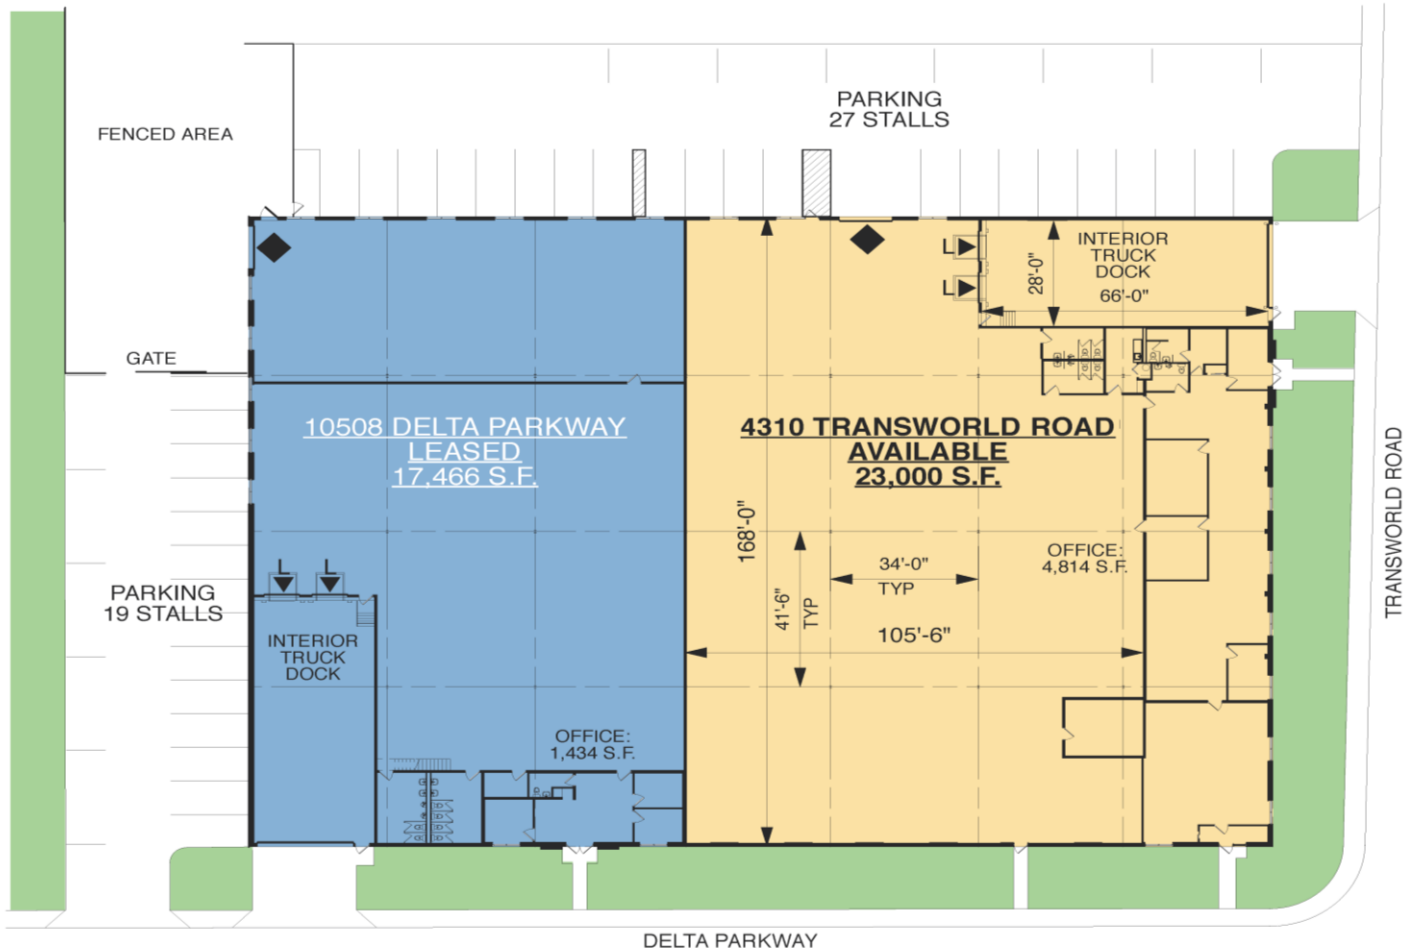 PARKING
27 STALLS
FENCED AREA
INTERIOR
TRUCK
DOCK
28'-0"
66'-0"
L
L
GATE
10508 DELTA PARKWAY
LEASED
17,466 S.F.
4310 TRANSWORLD ROAD
AVAILABLE
23,000 S.F.
168'-0"
TRANSWORLD ROAD
OFFICE:
4,814 S.F.
34'-0"
TYP
41'-6"
TYP
105'-6"
L
L
PARKING
19 STALLS
INTERIOR
TRUCK
DOCK
OFFICE:
1,434 S.F.
DELTA PARKWAY